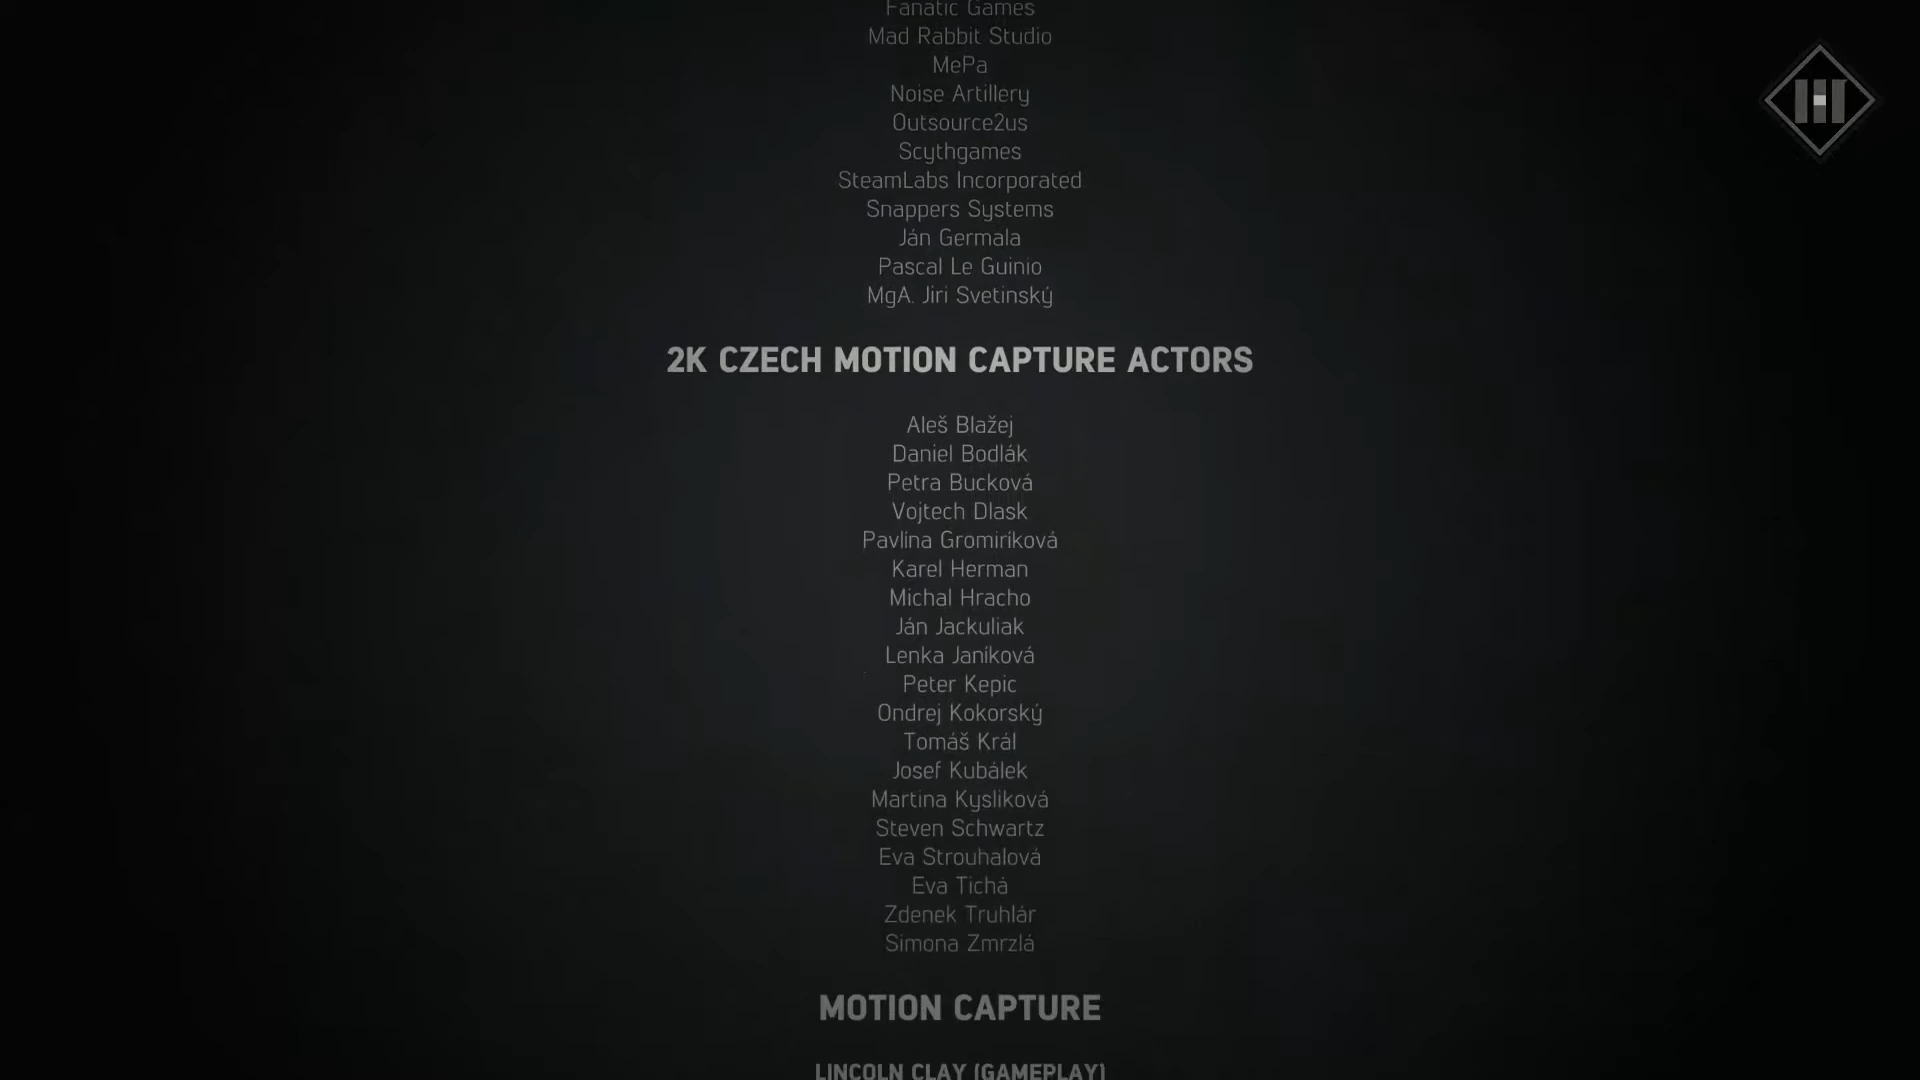 Fanatic Games
Mad Rabbit Studio
MePa
Noise Artillery
Outsource2us
Scythgames
SteamLabs Incorporated
Snappers Systems
Ján Germala
Pascal Le Guinio
MgA. Jiri Svetinský
2K CZECH MOTION CAPTURE ACTORS
Aleš Blažej
Daniel Bodlák
Petra Bucková
Vojtech Dlask
Pavlína Gromiríková
Karel Herman
Michal Hracho
Ján Jackuliak
Lenka Janíková
Peter Kepic
Ondrej Kokorský
Tomáš Král
Josef Kubálek
Martina Kyslíková
Steven Schwartz
Eva Strouhalová
Eva Tichá
Zdenek Truhlár
Simona Zmrzlá
MOTION CAPTURE
LINCOLN CLAY (GAMEPLAY)